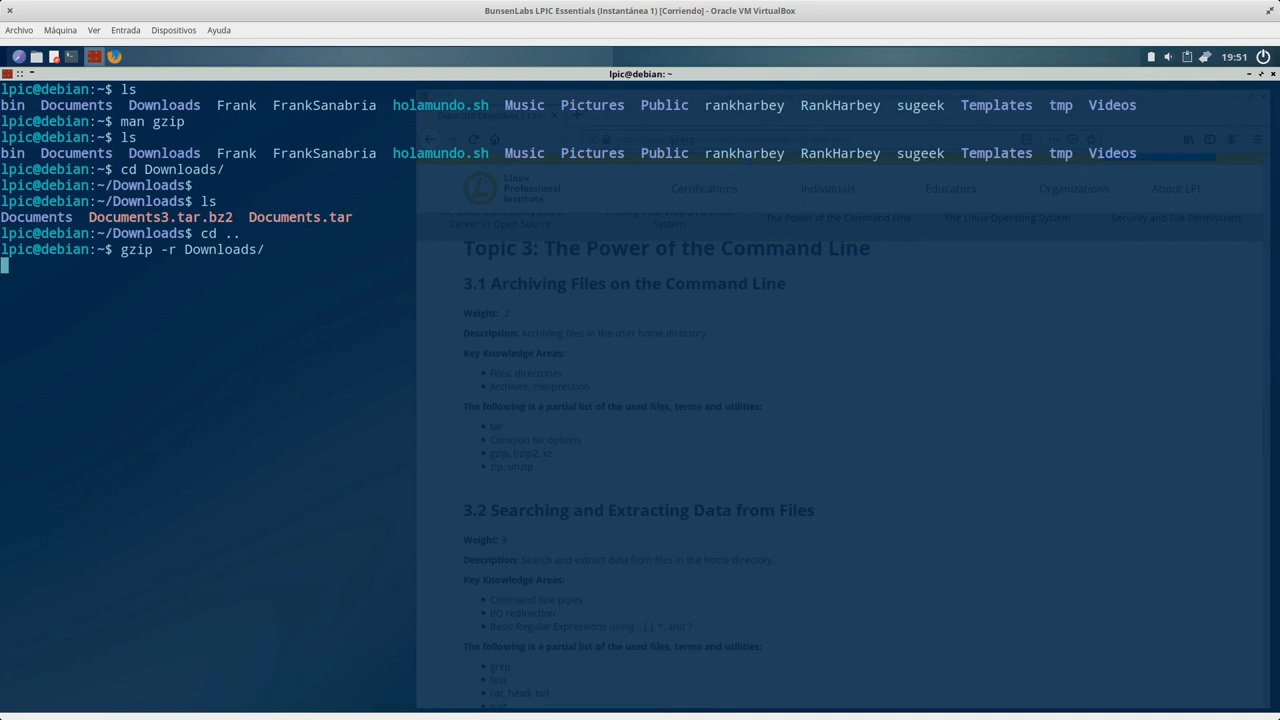 BunsenLabs LPIC Essentials (Instantánea 1) [Corriendo] - Oracle VM VirtualBox
Archivo Máquina Ver Entrada Dispositivos Ayuda
19:51
lpic@debian: ~
lpic@debian:~$ ls
bin Documents Downloads Frank FrankSanabria holamundo.sh Music Pictures Public rankharbey RankHarbey sugeek Templates tmp Videos
lpic@debian:~$ man gzip
lpic@debian:~$ ls
bin Documents Downloads Frank FrankSanabria holamundo.sh Music Pictures Public rankharbey RankHarbey sugeek Templates tmp Videos
lpic@debian:~$ cd Downloads/
lpic@debian:~/Downloads$
lpic@debian:~/Downloads$ ls
Documents Documents3.tar.bz2 Documents.tar
lpic@debian:~/Downloads$ cd ..
lpic@debian:~$ gzip -r Downloads/
Linux
Professional
Institute
Certifications Individuals Educators Organizations About LPI
Career in Open Source System The Power of the Command Line The Linux Operating System Security and File Permissions
Topic 3: The Power of the Command Line
3.1 Archiving Files on the Command Line
Weight: 2
Description: Archiving files in the user home directory.
Key Knowledge Areas:
Files, directories
Archives, compression
The following is a partial list of the used files, terms and utilities:
tar
Common tar options
gzip, bzip2, xz
zip, unzip
3.2 Searching and Extracting Data from Files
Weight: 3
Description: Search and extract data from files in the home directory.
Key Knowledge Areas:
Command line pipes
I/O redirection
Basic Regular Expressions using ., [ ], *, and ?
The following is a partial list of the used files, terms and utilities:
grep
less
cat, head, tail